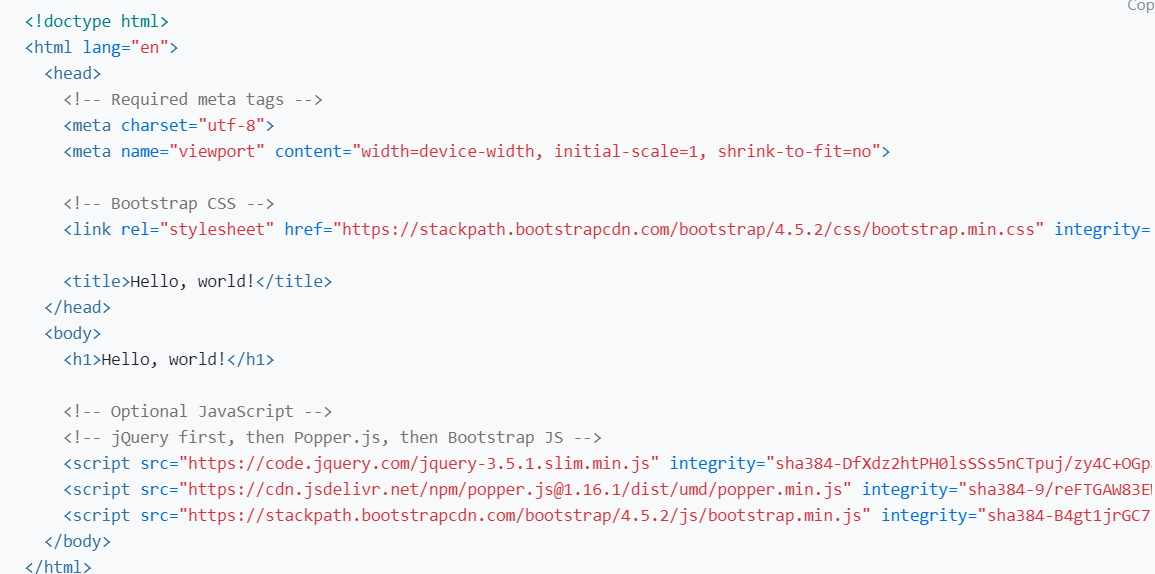 Cop
<!doctype html>
<html lang="en">
  <head>
    <!-- Required meta tags -->
    <meta charset="utf-8">
    <meta name="viewport" content="width=device-width, initial-scale=1, shrink-to-fit=no">

    <!-- Bootstrap CSS -->
    <link rel="stylesheet" href="https://stackpath.bootstrapcdn.com/bootstrap/4.5.2/css/bootstrap.min.css" integrity=

    <title>Hello, world!</title>
  </head>
  <body>
    <h1>Hello, world!</h1>

    <!-- Optional JavaScript -->
    <!-- jQuery first, then Popper.js, then Bootstrap JS -->
    <script src="https://code.jquery.com/jquery-3.5.1.slim.min.js" integrity="sha384-DfXdz2htPH0lsSSs5nCTpuj/zy4C+OGp
    <script src="https://cdn.jsdelivr.net/npm/popper.js@1.16.1/dist/umd/popper.min.js" integrity="sha384-9/reFTGAW83E
    <script src="https://stackpath.bootstrapcdn.com/bootstrap/4.5.2/js/bootstrap.min.js" integrity="sha384-B4gt1jrGC7
  </body>
</html>